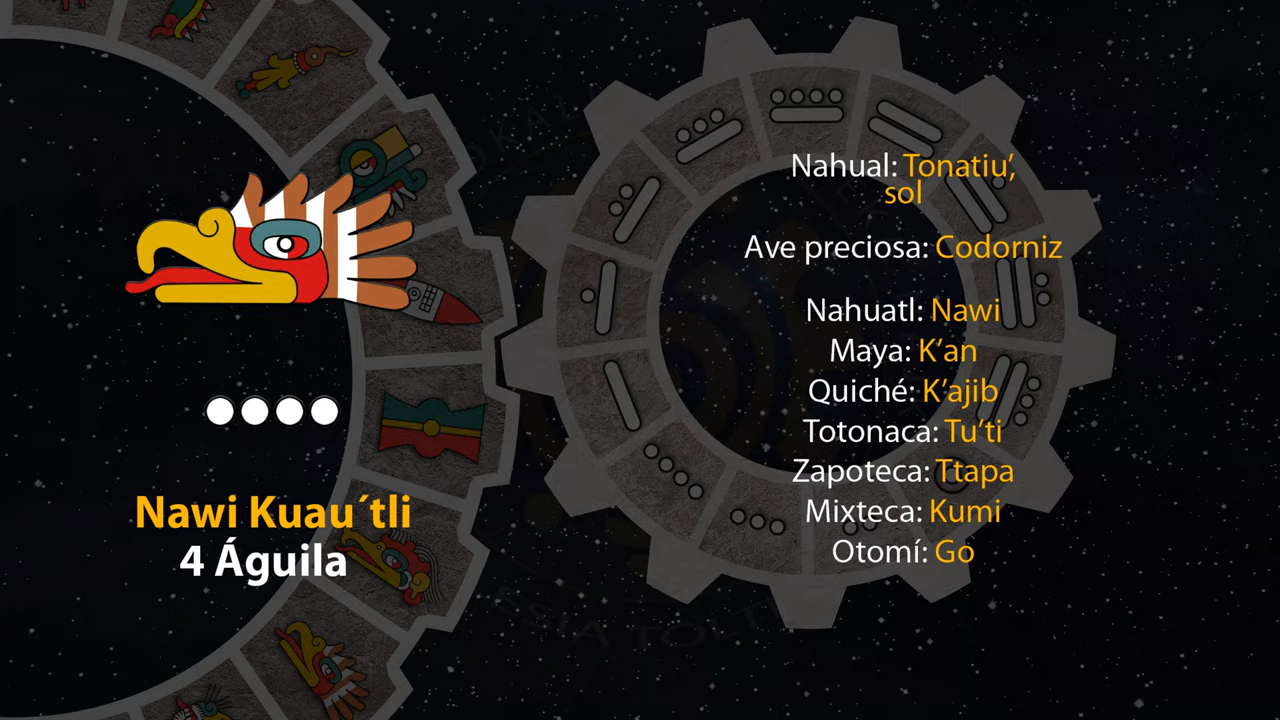 Nawi Kuau´tli
4 Águila
Nahual: Tonatiu’,
sol
Ave preciosa: Codorniz
Nahuatl: Nawi
Maya: K’an
Quiché: K’ajib
Totonaca: Tu’ti
Zapoteca: Ttapa
Mixteca: Kumi
Otomí: Go